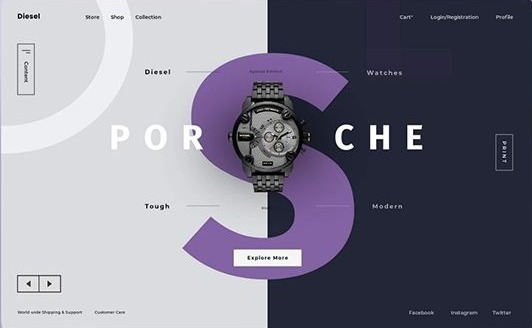 Diesel Store Shop Collection Cart Login/Registration Profile
Content
Diesel Special Edition Watches
POR S CHE
PRINT
Tough Modern
Explore More
World wide Shipping & Support Customer Care Facebook Instagram Twitter